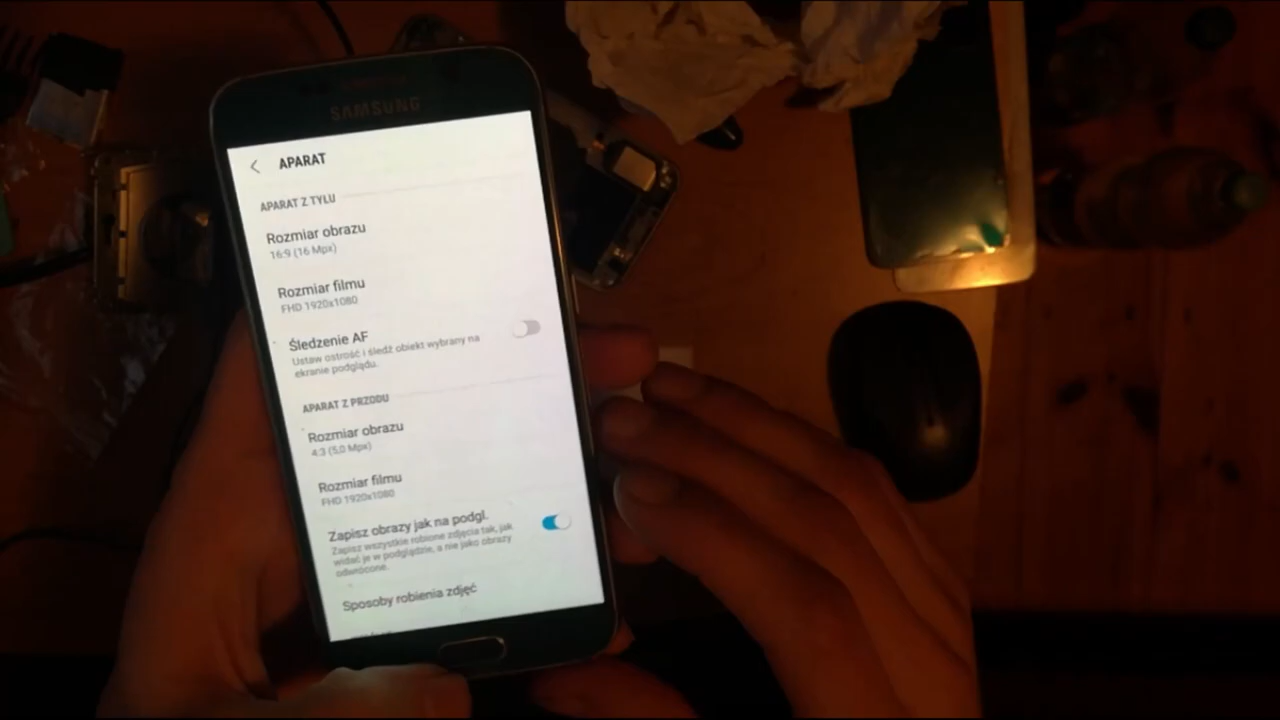 SAMSUNG
APARAT
APARAT Z TYŁU
Rozmiar obrazu
16:9 (16 Mpx)
Rozmiar filmu
FHD 1920x1080
Śledzenie AF
Ustaw ostrość i śledź obiekt wybrany na
ekranie podglądu.
APARAT Z PRZODU
Rozmiar obrazu
4:3 (5,0 Mpx)
Rozmiar filmu
FHD 1920x1080
Zapisz obrazy jak na podgl.
Zapisz wszystkie robione zdjęcia tak, jak
widać je w podglądzie, a nie jako obrazy
odwrócone.
Sposoby robienia zdjęć